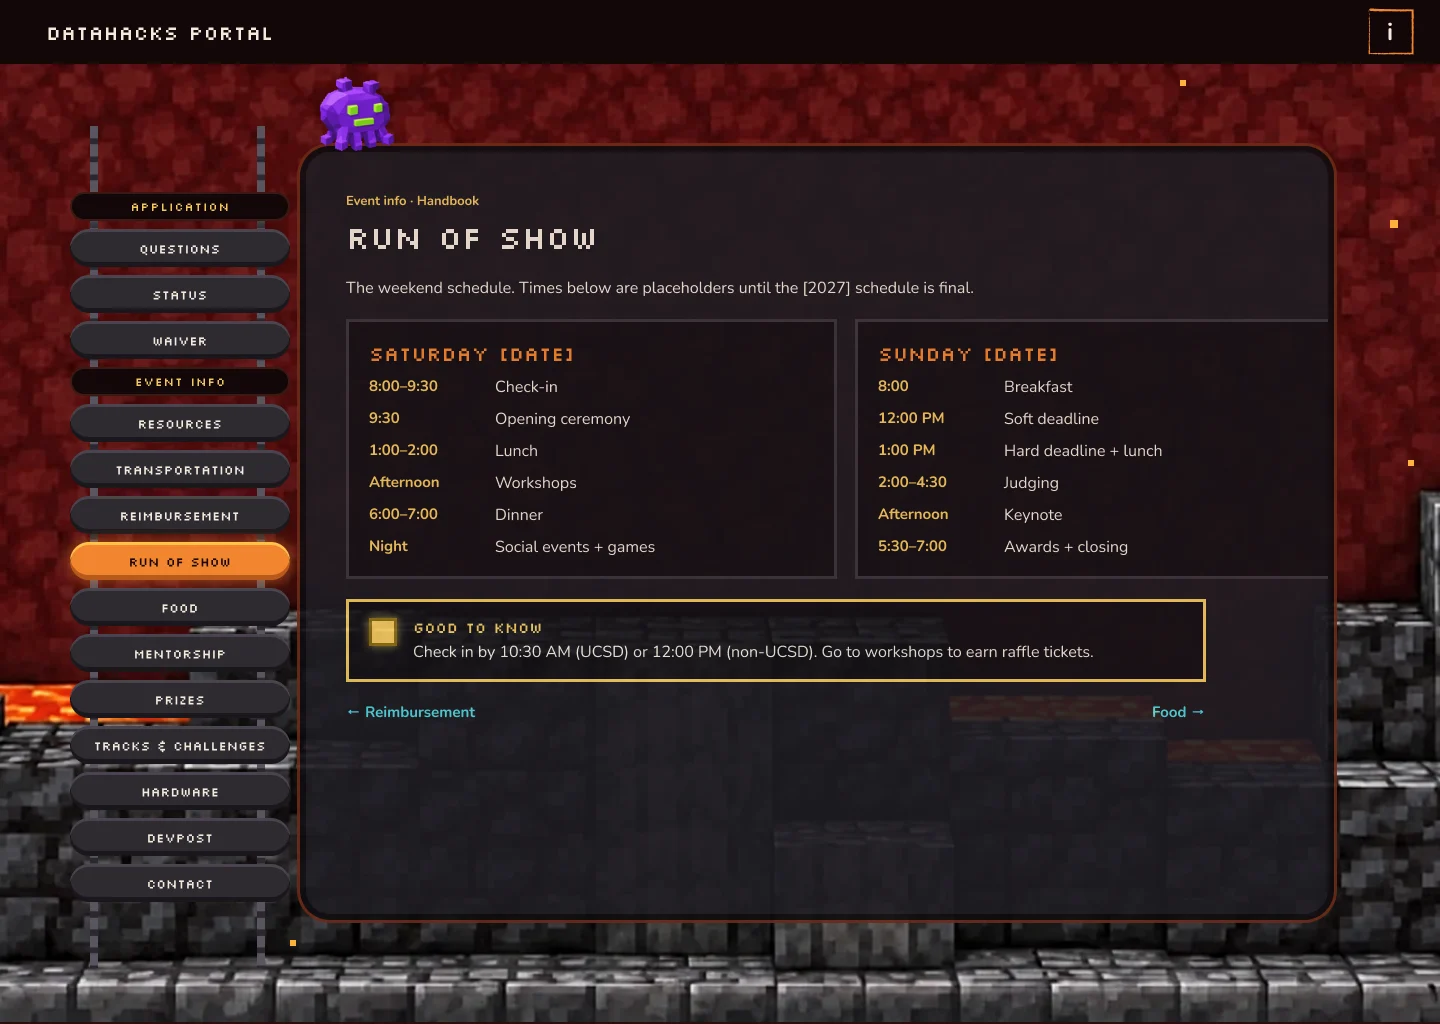 DATAHACKS PORTAL
i
APPLICATION
QUESTIONS
STATUS
WAIVER
EVENT INFO
RESOURCES
TRANSPORTATION
REIMBURSEMENT
RUN OF SHOW
FOOD
MENTORSHIP
PRIZES
TRACKS & CHALLENGES
HARDWARE
DEVPOST
CONTACT
Event info · Handbook
RUN OF SHOW
The weekend schedule. Times below are placeholders until the [2027] schedule is final.
SATURDAY [DATE]
8:00–9:30 Check-in
9:30 Opening ceremony
1:00–2:00 Lunch
Afternoon Workshops
6:00–7:00 Dinner
Night Social events + games
SUNDAY [DATE]
8:00 Breakfast
12:00 PM Soft deadline
1:00 PM Hard deadline + lunch
2:00–4:30 Judging
Afternoon Keynote
5:30–7:00 Awards + closing
GOOD TO KNOW
Check in by 10:30 AM (UCSD) or 12:00 PM (non-UCSD). Go to workshops to earn raffle tickets.
← Reimbursement
Food →